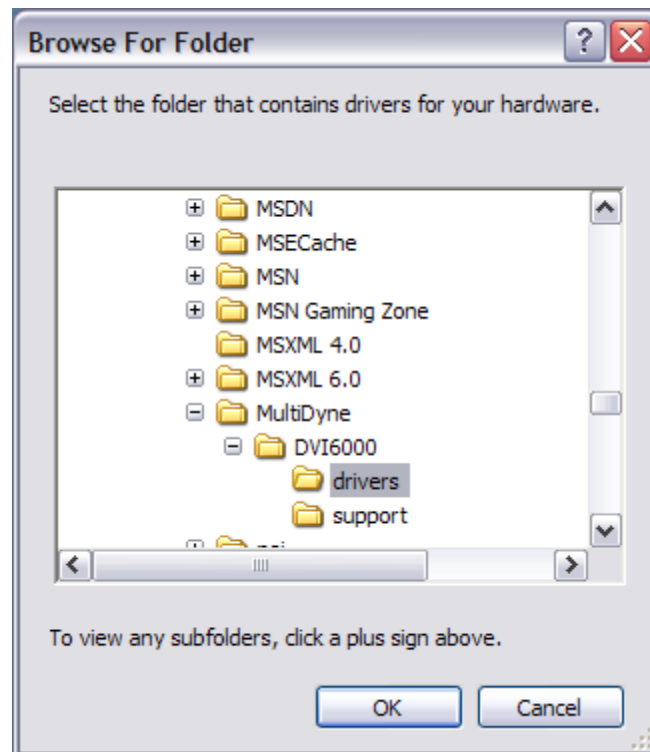 Browse For Folder
Select the folder that contains drivers for your hardware.
MSDN
MSECache
MSN
MSN Gaming Zone
MSXML 4.0
MSXML 6.0
MultiDyne
DVI6000
drivers
support
To view any subfolders, click a plus sign above.
OK Cancel